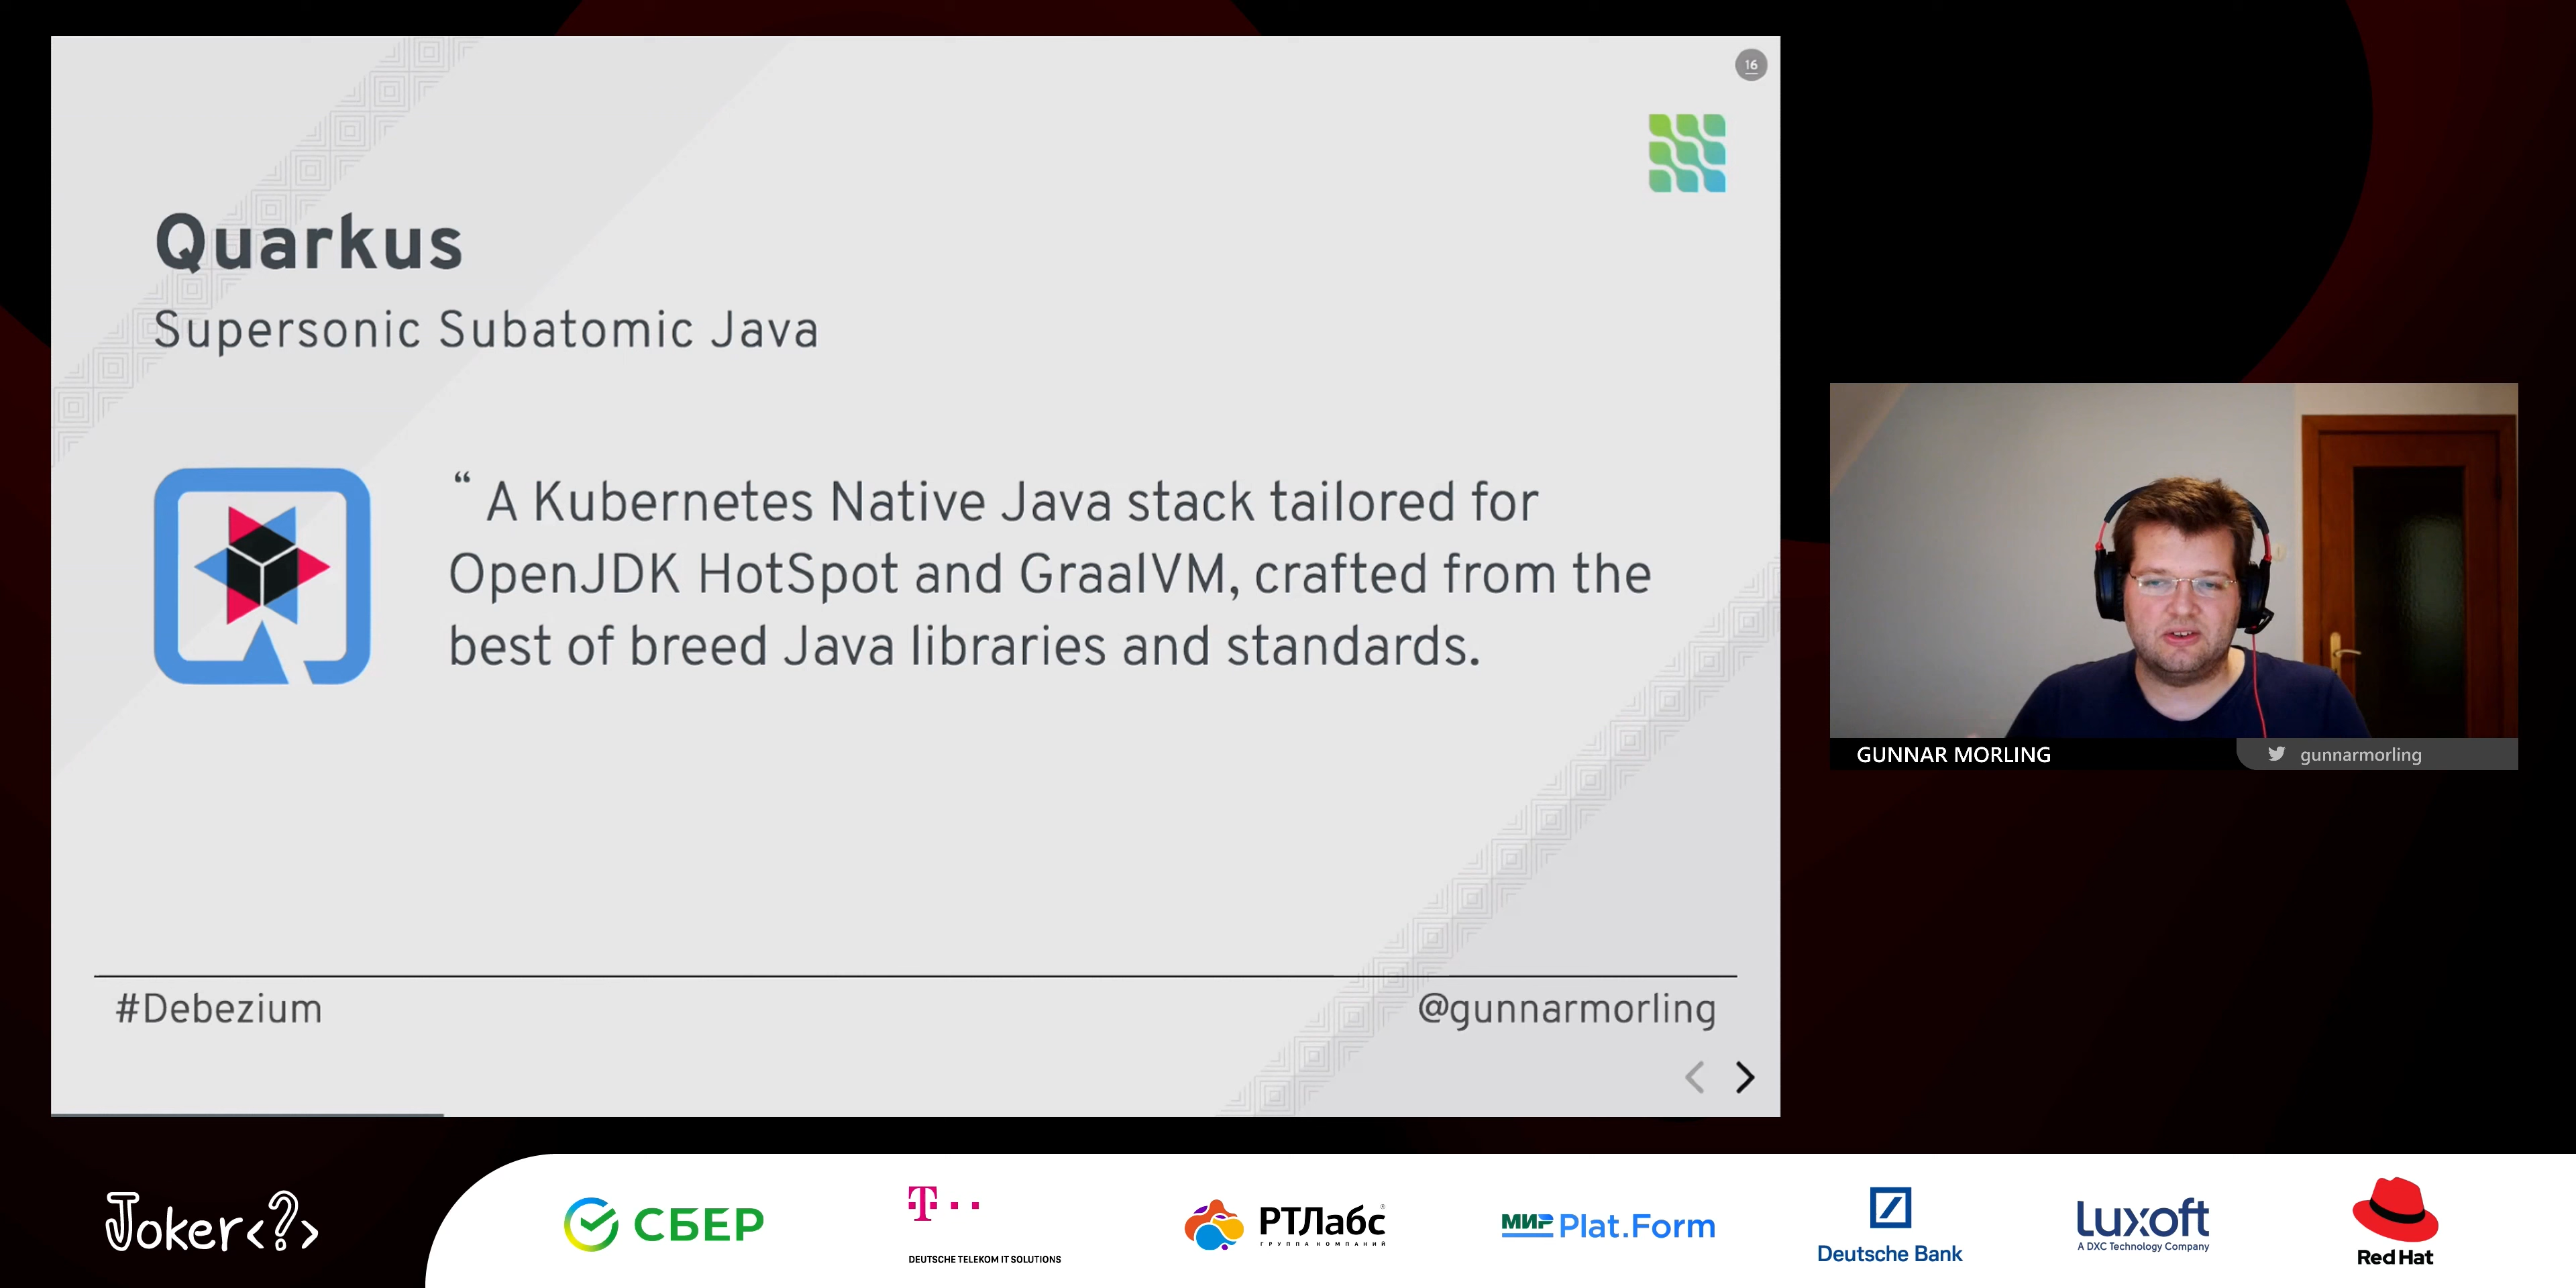 16
Quarkus
Supersonic Subatomic Java
“ A Kubernetes Native Java stack tailored for
OpenJDK HotSpot and GraalVM, crafted from the
best of breed Java libraries and standards.
#Debezium
@gunnarmorling
GUNNAR MORLING
gunnarmorling
Joker<?>
СБЕР
T
DEUTSCHE TELEKOM IT SOLUTIONS
РТЛабс
ГРУППА КОМПАНИЙ
МИР Plat.Form
Deutsche Bank
Luxoft
A DXC Technology Company
Red Hat